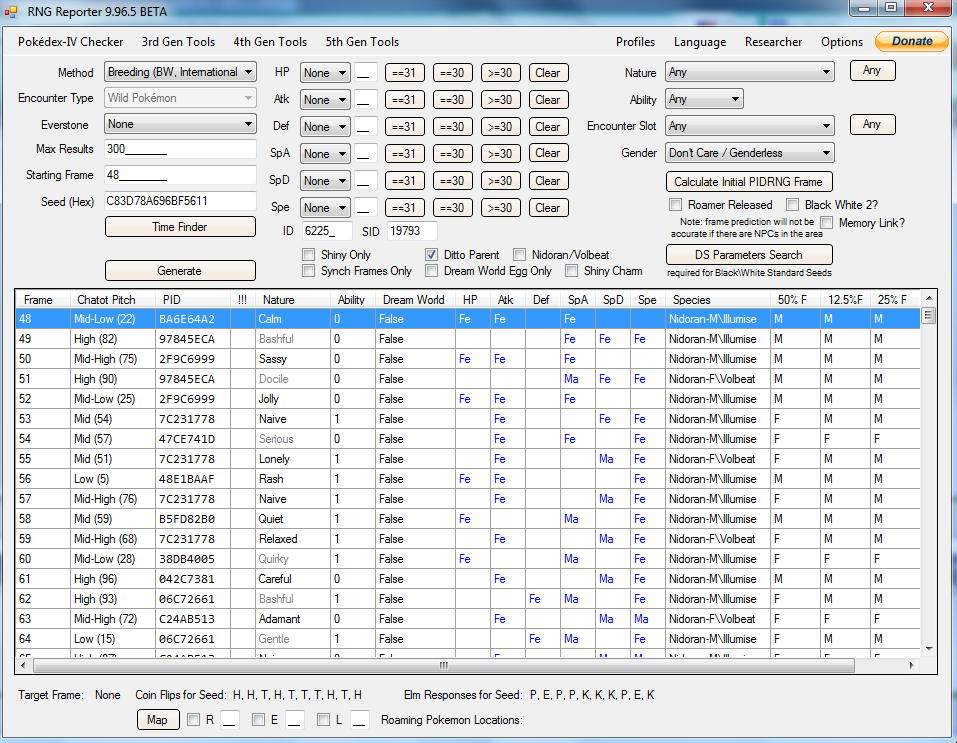 RNG Reporter 9.96.5 BETA
Pokédex-IV Checker 3rd Gen Tools 4th Gen Tools 5th Gen Tools Profiles Language Researcher Options Donate
Method Breeding (BW, International HP None __ ==31 ==30 >=30 Clear Nature Any Any
Encounter Type Wild Pokémon Atk None __ ==31 ==30 >=30 Clear Ability Any
Everstone None Def None __ ==31 ==30 >=30 Clear Encounter Slot Any Any
Max Results 300_______ SpA None __ ==31 ==30 >=30 Clear Gender Don't Care / Genderless
Starting Frame 48________ SpD None __ ==31 ==30 >=30 Clear Calculate Initial PIDRNG Frame
Seed (Hex) C83D78A696BF5611 Spe None __ ==31 ==30 >=30 Clear Roamer Released Black White 2?
Time Finder ID 6225_ SID 19793 Note: frame prediction will not be Memory Link?
accurate if there are NPCs in the area
Shiny Only Ditto Parent Nidoran/Volbeat DS Parameters Search
Generate Synch Frames Only Dream World Egg Only Shiny Charm required for Black\White Standard Seeds
Frame Chatot Pitch PID !!! Nature Ability Dream World HP Atk Def SpA SpD Spe Species 50% F 12.5%F 25% F
48 Mid-Low (22) BA6E64A2 Calm 0 False Fe Fe Fe Nidoran-M\Illumise M M M
49 High (82) 97845ECA Bashful 0 False Fe Fe Fe Nidoran-M\Illumise M M M
50 Mid-High (75) 2F9C6999 Sassy 0 False Fe Fe Fe Nidoran-M\Illumise M M M
51 High (90) 97845ECA Docile 0 False Ma Fe Fe Nidoran-F\Volbeat M M M
52 Mid-Low (25) 2F9C6999 Jolly 0 False Fe Fe Fe Nidoran-M\Illumise M M M
53 Mid (54) 7C231778 Naive 1 False Fe Fe Fe Nidoran-M\Illumise F M M
54 Mid (57) 47CE741D Serious 0 False Fe Fe Fe Nidoran-M\Illumise F F F
55 Mid (51) 7C231778 Lonely 1 False Fe Ma Fe Nidoran-F\Volbeat F M M
56 Low (5) 48E1BAAF Rash 1 False Fe Fe Fe Nidoran-M\Illumise M M M
57 Mid-High (76) 7C231778 Naive 1 False Fe Ma Fe Nidoran-M\Illumise F M M
58 Mid (59) B5FD82B0 Quiet 1 False Fe Ma Fe Nidoran-M\Illumise M M M
59 Mid-High (68) 7C231778 Relaxed 1 False Fe Ma Fe Nidoran-F\Volbeat F M M
60 Mid-Low (28) 38DB4005 Quirky 1 False Fe Ma Fe Nidoran-M\Illumise F F F
61 High (96) 042C7381 Careful 0 False Fe Ma Fe Nidoran-M\Illumise M M M
62 High (93) 06C72661 Bashful 1 False Fe Ma Fe Nidoran-M\Illumise F M M
63 Mid-High (72) C24AB513 Adamant 1 False Fe Ma Ma Nidoran-F\Volbeat F F F
64 Low (15) 06C72661 Gentle 1 False Fe Ma Fe Nidoran-M\Illumise F M M
Target Frame: None Coin Flips for Seed: H, H, T, H, T, T, T, H, T, H Elm Responses for Seed: P, E, P, P, K, K, K, P, E, K
Map R __ E __ L __ Roaming Pokemon Locations: